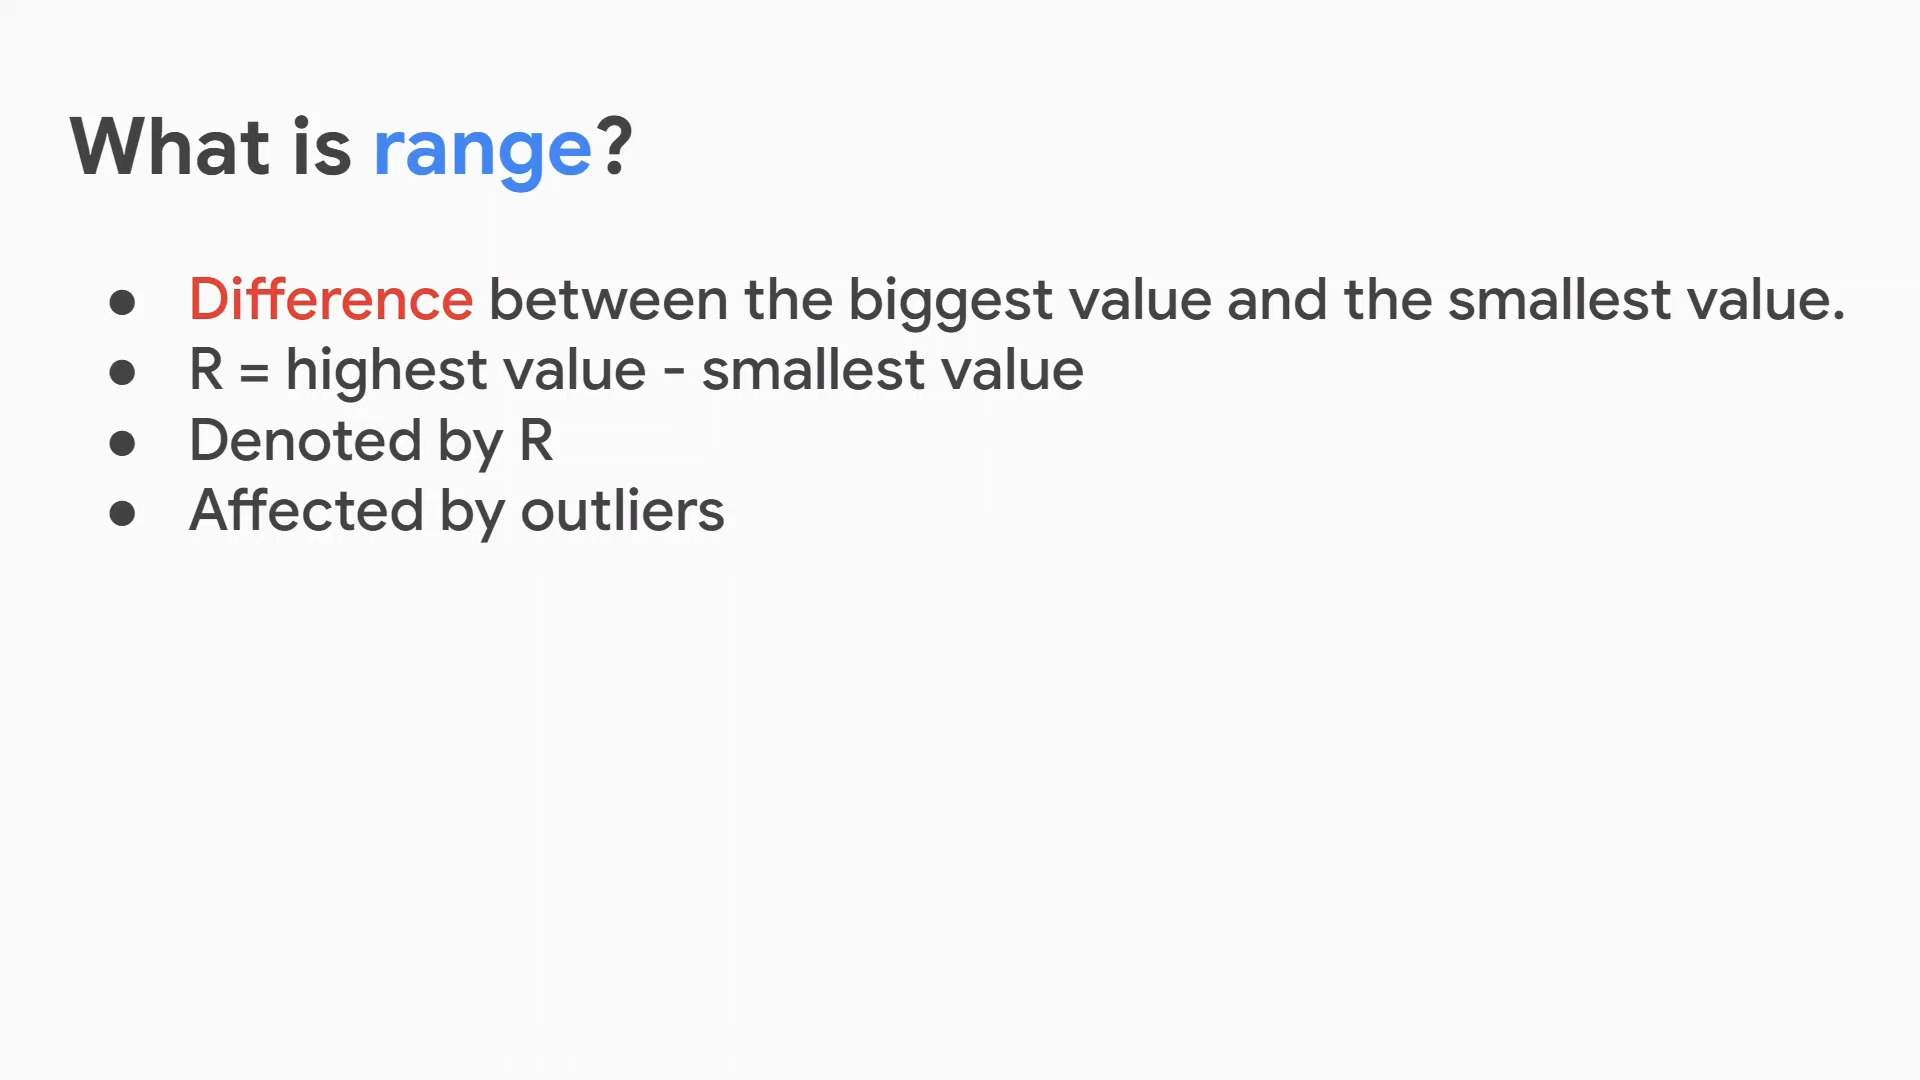 What is range?
● Difference between the biggest value and the smallest value.
● R = highest value - smallest value
● Denoted by R
● Affected by outliers